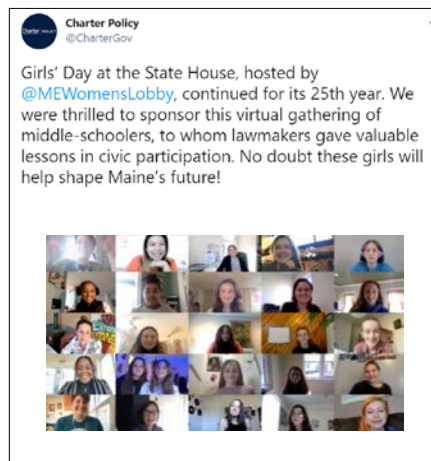 Charter Policy
@CharterGov
Girls' Day at the State House, hosted by
@MEWomensLobby, continued for its 25th year. We
were thrilled to sponsor this virtual gathering of
middle-schoolers, to whom lawmakers gave valuable
lessons in civic participation. No doubt these girls will
help shape Maine's future!